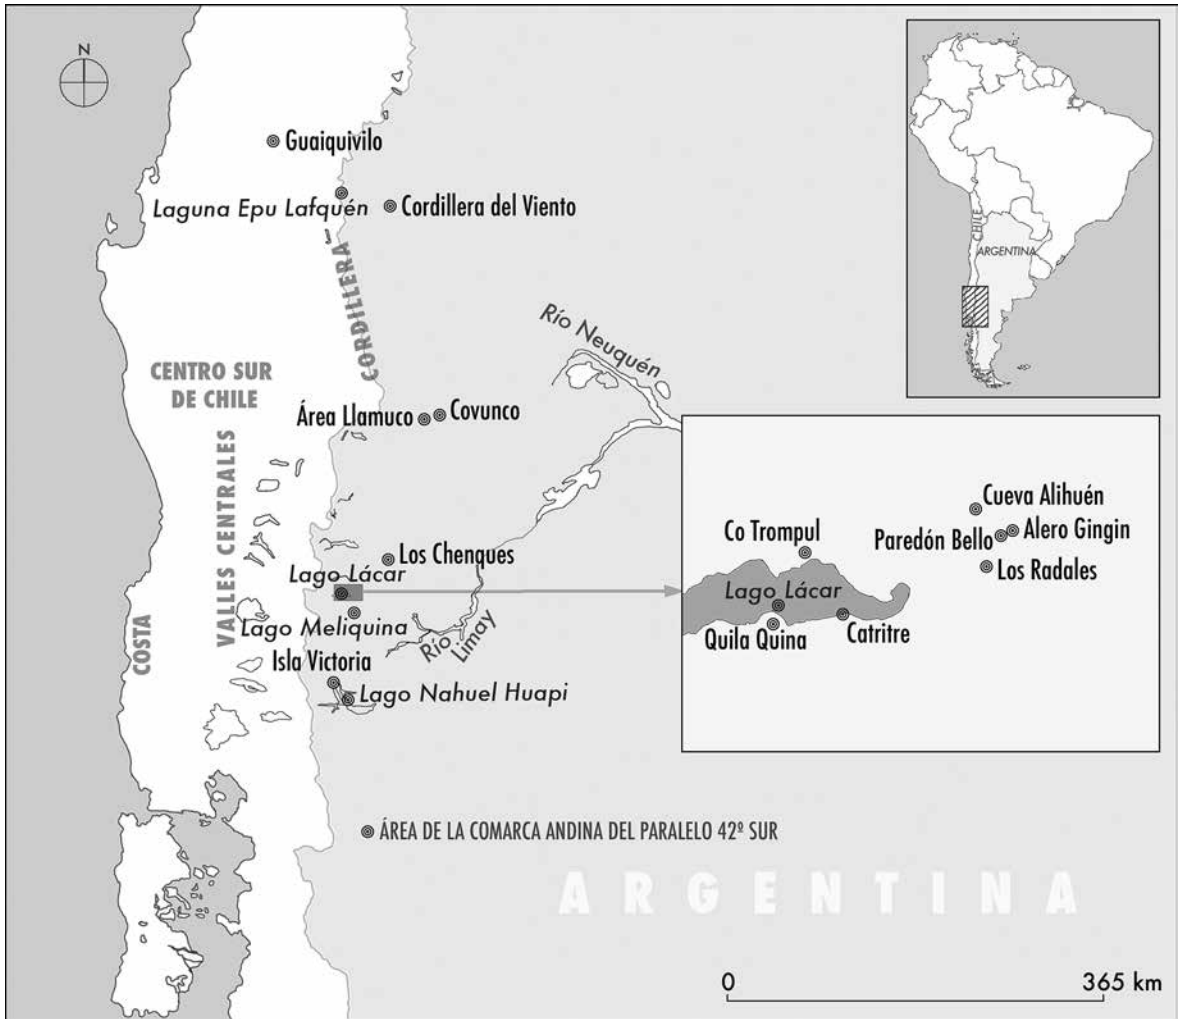 N
Guaiquivilo
Laguna Epu Lafquén
Cordillera del Viento
CORDILLERA
CHILE
ARGENTINA
Río Neuquén
CENTRO SUR
DE CHILE
Área Llamuco
Covunco
VALLES CENTRALES
COSTA
Los Chenques
Lago Lácar
Lago Meliquina
Río
Limay
Isla Victoria
Lago Nahuel Huapi
Cueva Alihuén
Co Trompul
Paredón Bello
Alero Gingin
Los Radales
Lago Lácar
Quila Quina
Catritre
ÁREA DE LA COMARCA ANDINA DEL PARALELO 42º SUR
ARGENTINA
0
365 km